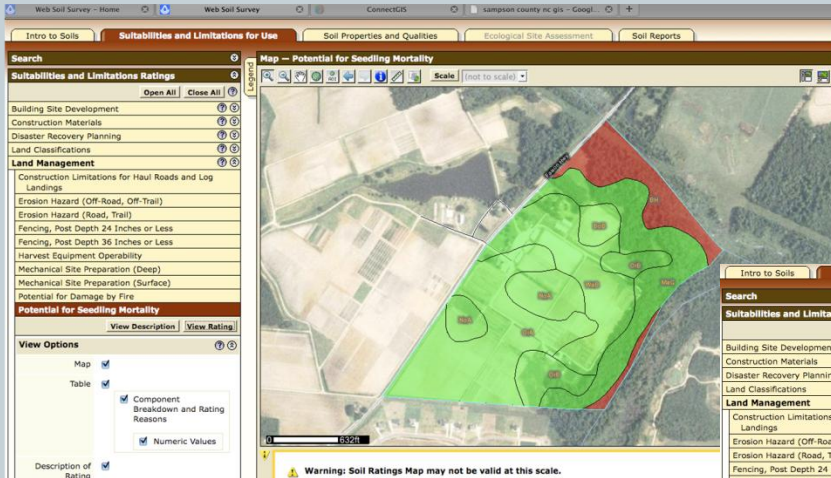 Web Soil Survey - Home
Web Soil Survey
ConnectGIS
sampson county nc gis - Googl...
Intro to Soils
Suitabilities and Limitations for Use
Soil Properties and Qualities
Ecological Site Assessment
Soil Reports
Search
Suitabilities and Limitations Ratings
Open All Close All
Building Site Development
Construction Materials
Disaster Recovery Planning
Land Classifications
Land Management
Construction Limitations for Haul Roads and Log
Landings
Erosion Hazard (Off-Road, Off-Trail)
Erosion Hazard (Road, Trail)
Fencing, Post Depth 24 Inches or Less
Fencing, Post Depth 36 Inches or Less
Harvest Equipment Operability
Mechanical Site Preparation (Deep)
Mechanical Site Preparation (Surface)
Potential for Damage by Fire
Potential for Seedling Mortality
View Description View Rating
View Options
Map
Table
Component
Breakdown and Rating
Reasons
Numeric Values
Description of
Rating
Legend
Map — Potential for Seedling Mortality
Scale (not to scale)
0 632ft
Warning: Soil Ratings Map may not be valid at this scale.
Intro to Soils
Search
Suitabilities and Limita
Building Site Developmen
Construction Materials
Disaster Recovery Plannin
Land Classifications
Land Management
Construction Limitations
Landings
Erosion Hazard (Off-Roa
Erosion Hazard (Road, T
Fencing, Post Depth 24